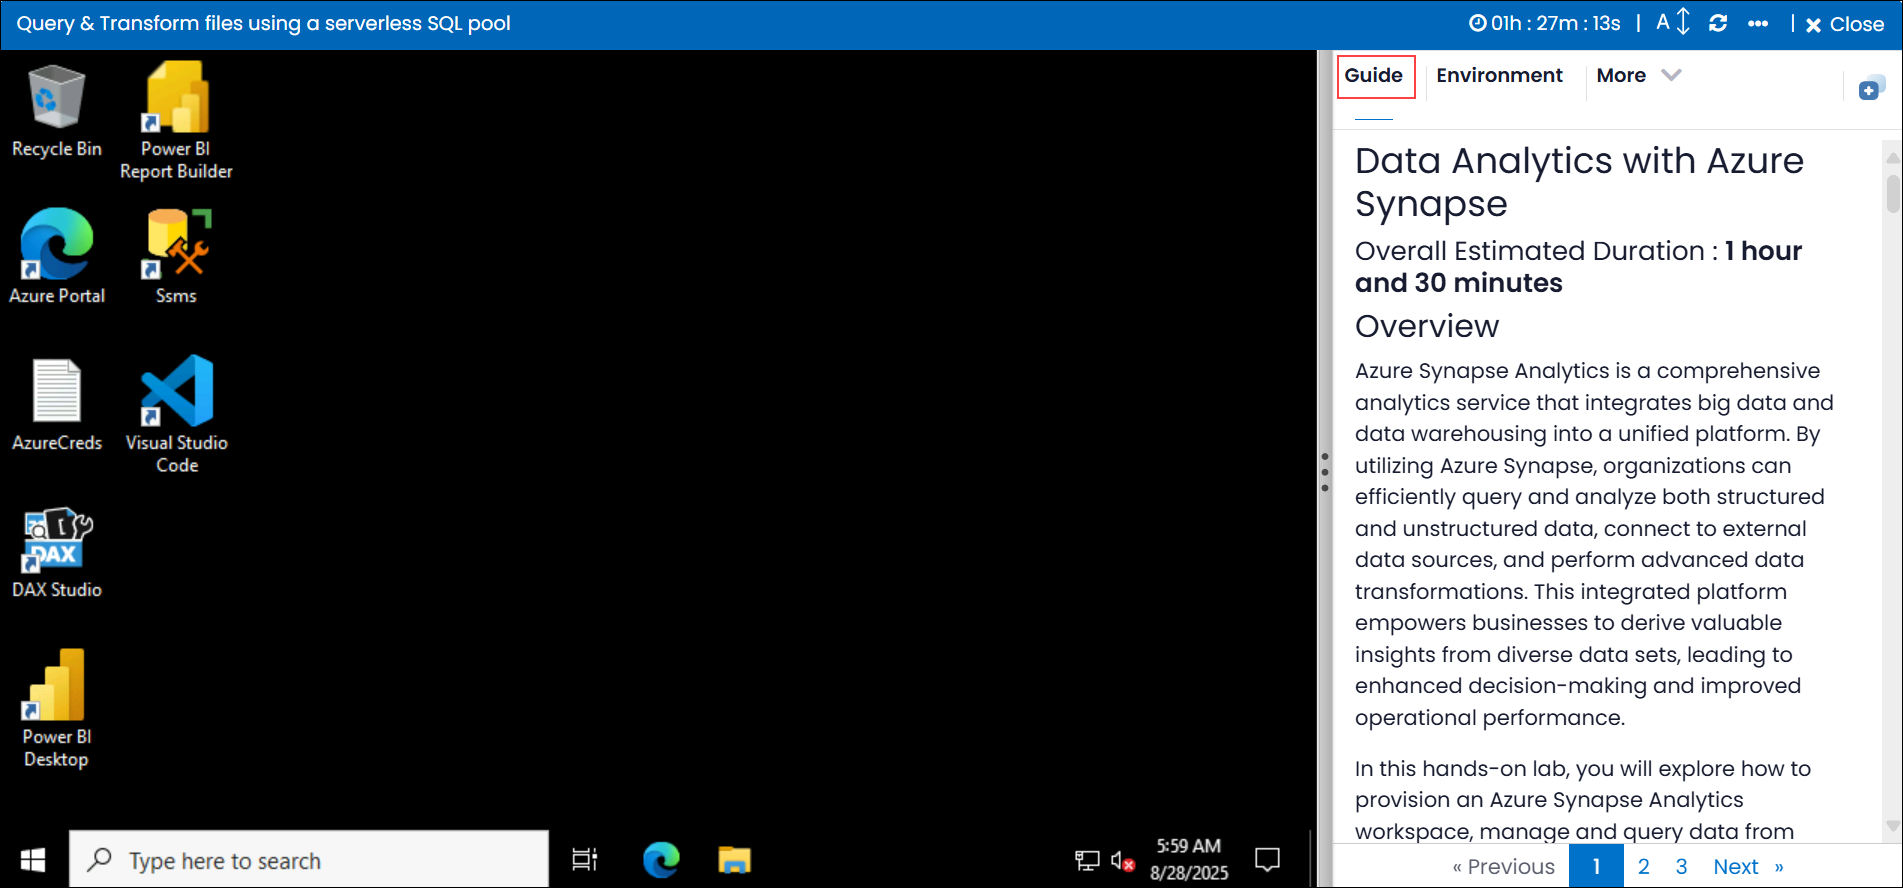 Query & Transform files using a serverless SQL pool
01h : 27m : 13s | A | Close
Recycle Bin
Power BI
Report Builder
Azure Portal
Ssms
AzureCreds
Visual Studio
Code
DAX
DAX Studio
Power BI
Desktop
Type here to search
5:59 AM
8/28/2025
Guide
Environment
More
Data Analytics with Azure
Synapse
Overall Estimated Duration : 1 hour
and 30 minutes
Overview
Azure Synapse Analytics is a comprehensive
analytics service that integrates big data and
data warehousing into a unified platform. By
utilizing Azure Synapse, organizations can
efficiently query and analyze both structured
and unstructured data, connect to external
data sources, and perform advanced data
transformations. This integrated platform
empowers businesses to derive valuable
insights from diverse data sets, leading to
enhanced decision-making and improved
operational performance.
In this hands-on lab, you will explore how to
provision an Azure Synapse Analytics
workspace, manage and query data from
« Previous 1 2 3 Next »